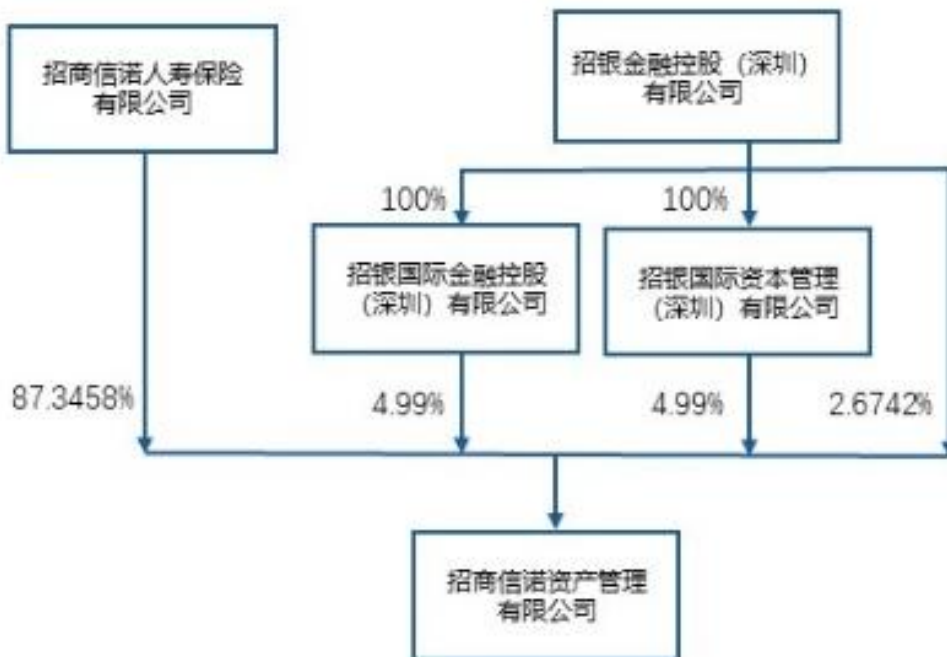 招商信诺人寿保险
有限公司
招银金融控股（深圳）
有限公司
100%
100%
招银国际金融控股
（深圳）有限公司
招银国际资本管理
（深圳）有限公司
87.3458%
4.99%
4.99%
2.6742%
招商信诺资产管理
有限公司